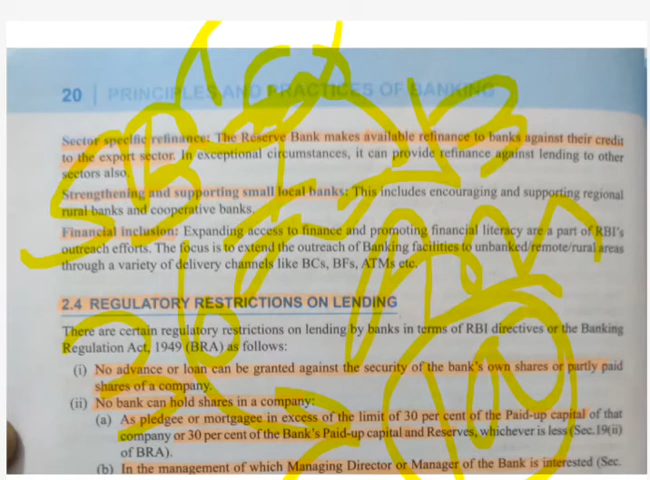 20 | PRINCIPLES AND PRACTICES OF BANKING
Sector specific refinance: The Reserve Bank makes available refinance to banks against their credit
to the export sector. In exceptional circumstances, it can provide refinance against lending to other
sectors also.
Strengthening and supporting small local banks: This includes encouraging and supporting regional
rural banks and cooperative banks.
Financial inclusion: Expanding access to finance and promoting financial literacy are a part of RBI's
outreach efforts. The focus is to extend the outreach of Banking facilities to unbanked/remote/rural areas
through a variety of delivery channels like BCs, BFs, ATMs etc.
2.4 REGULATORY RESTRICTIONS ON LENDING
There are certain regulatory restrictions on lending by banks in terms of RBI directives or the Banking
Regulation Act, 1949 (BRA) as follows:
(i) No advance or loan can be granted against the security of the bank's own shares or partly paid
shares of a company.
(ii) No bank can hold shares in a company:
(a) As pledgee or mortgagee in excess of the limit of 30 per cent of the Paid-up capital of that
company or 30 per cent of the Bank's Paid-up capital and Reserves, whichever is less (Sec.19(ii)
of BRA).
(b) In the management of which Managing Director or Manager of the Bank is interested (Sec.
100